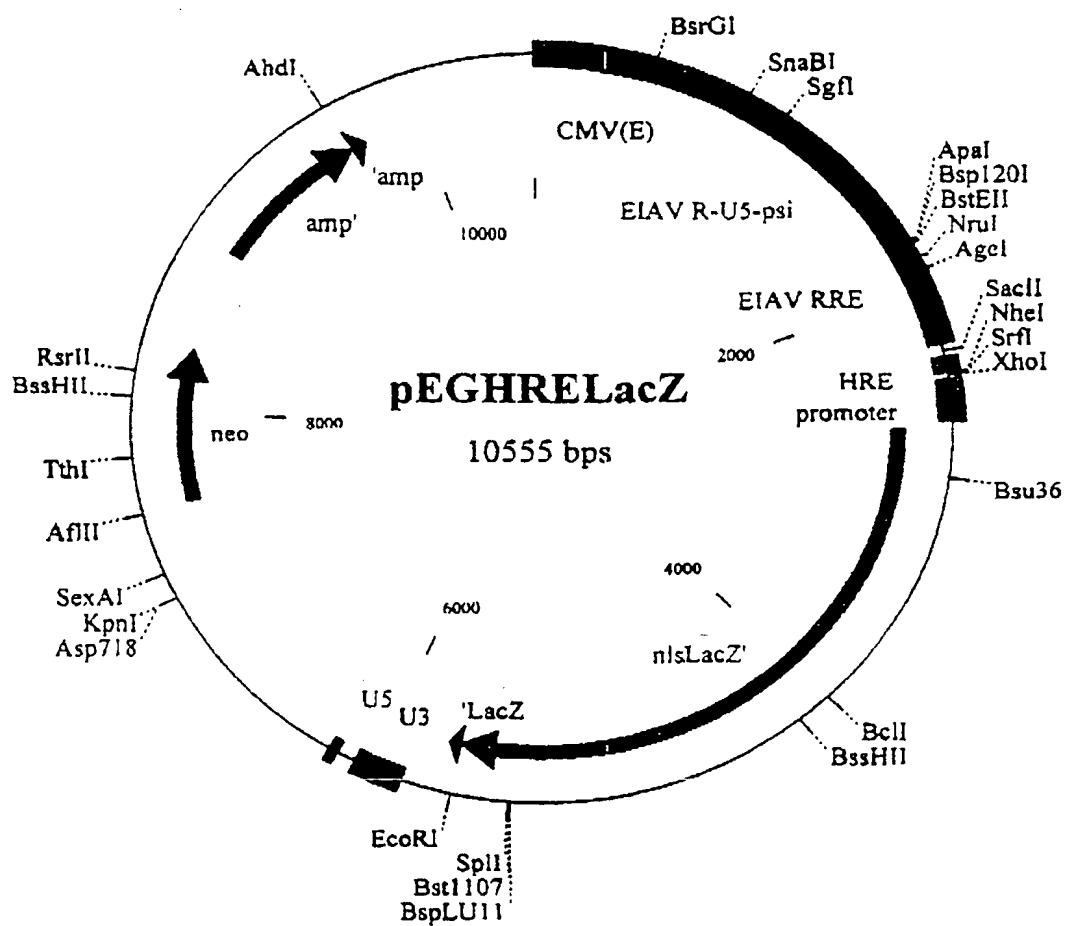 BsrGI
AhdI
SnaBI
SgfI
CMV(E)
ApaI
Bsp120I
BstEII
NruI
AgeI
'amp
amp'
EIAV R-U5-psi
10000
SacII
NheI
SrfI
XhoI
EIAV RRE
2000
RsrII
BssHII
pEGHRELacZ
10555 bps
HRE
promoter
neo
8000
TthI
Bsu36
AflII
4000
SexAI
KpnI
Asp718
6000
nlsLacZ'
U5
U3
'LacZ
BclI
BssHII
EcoRI
SplI
Bst1107
BspLU11